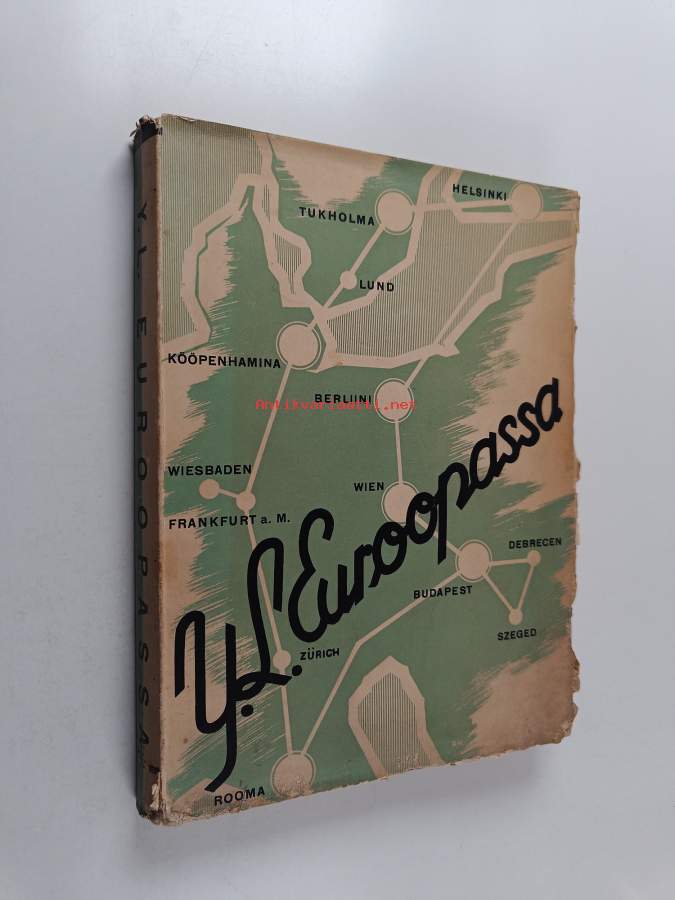 Y.L. EUROOPASSA
HELSINKI
TUKHOLMA
LUND
KÖÖPENHAMINA
BERLIINI
Antikvariaatti.net
WIESBADEN
WIEN
FRANKFURT a. M.
Y.L. Euroopassa
DEBRECEN
BUDAPEST
SZEGED
ZÜRICH
ROOMA